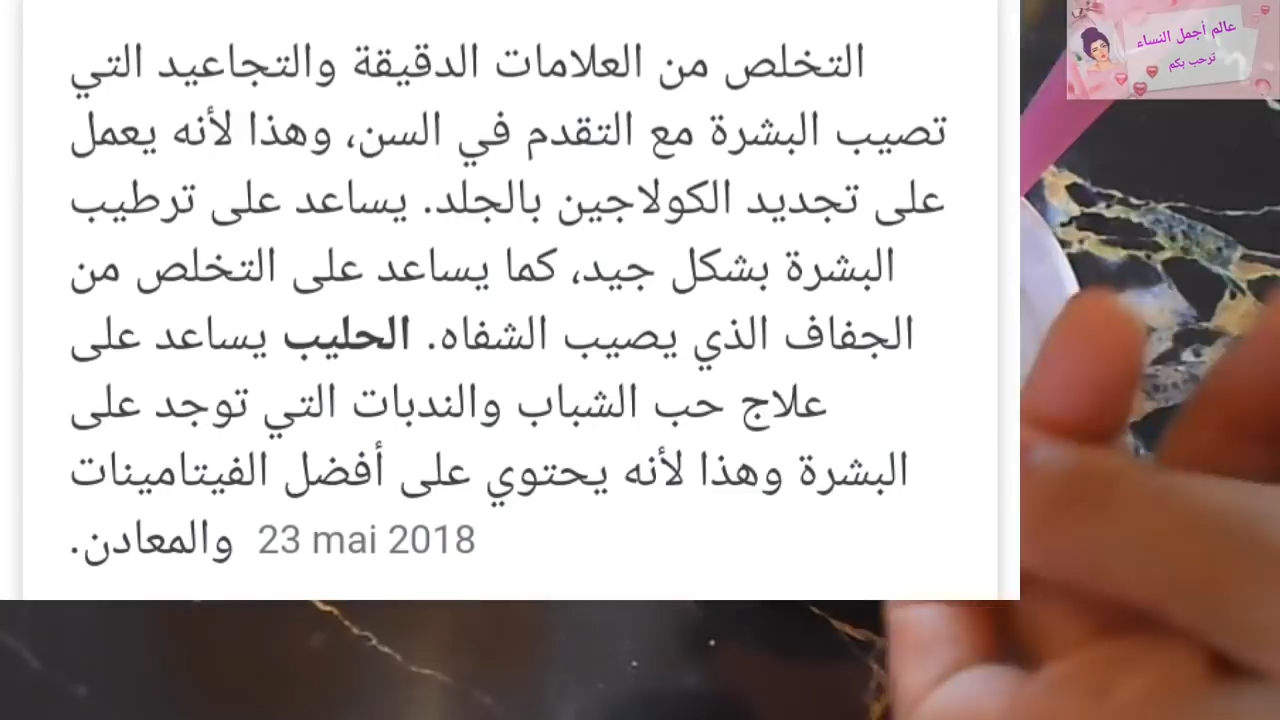 التخلص من العلامات الدقيقة والتجاعيد التي
تصيب البشرة مع التقدم في السن، وهذا لأنه يعمل
على تجديد الكولاجين بالجلد. يساعد على ترطيب
البشرة بشكل جيد، كما يساعد على التخلص من
الجفاف الذي يصيب الشفاه. الحليب يساعد على
علاج حب الشباب والندبات التي توجد على
البشرة وهذا لأنه يحتوي على أفضل الفيتامينات
والمعادن. 23 mai 2018
عالم أجمل النساء
ترحب بكم